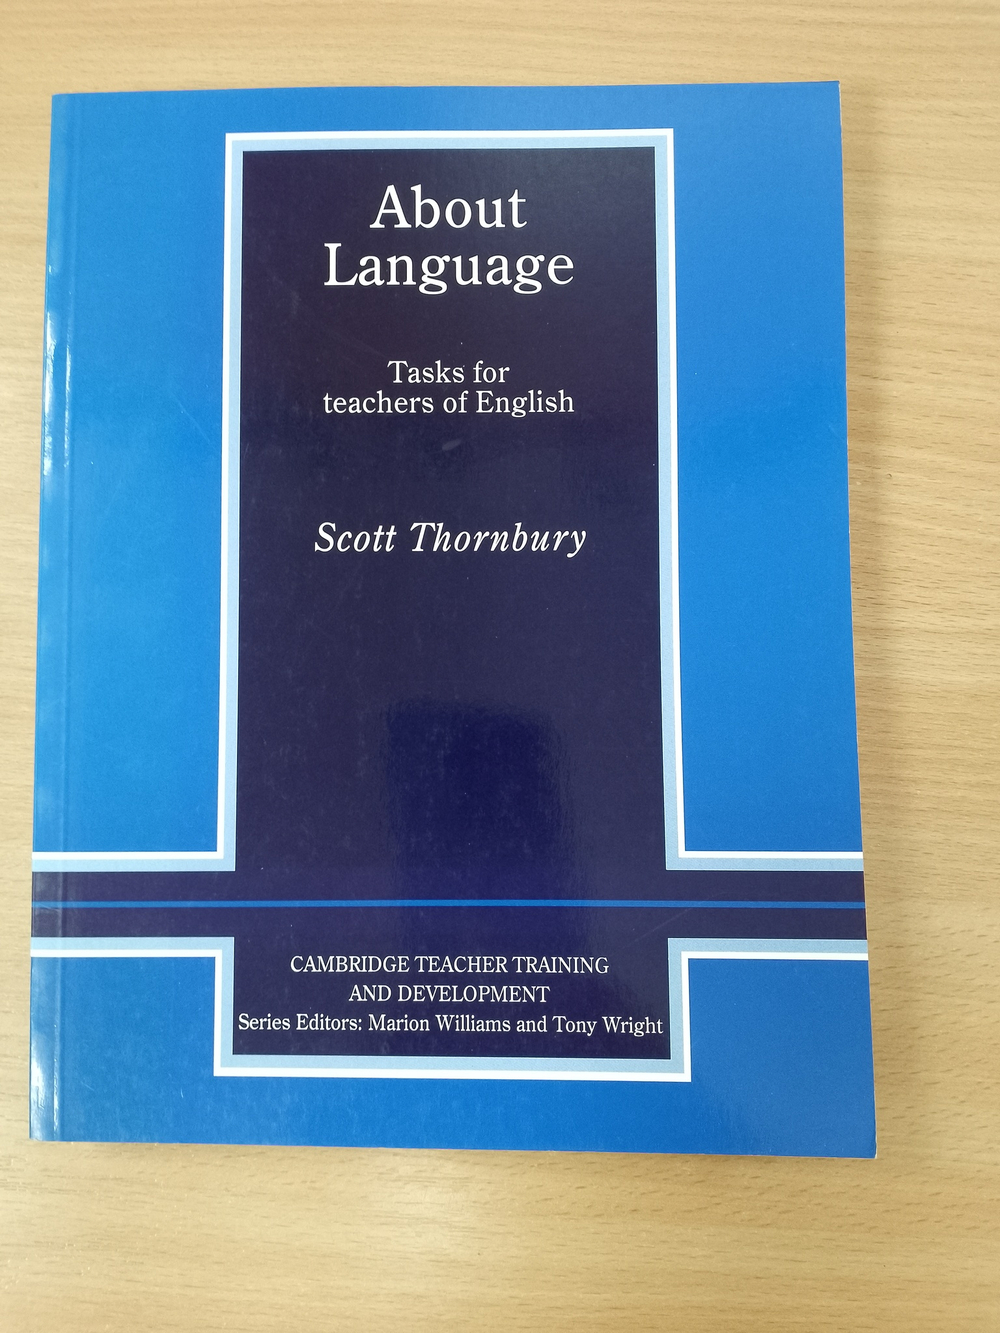 About
Language
Tasks for
teachers of English
Scott Thornbury
CAMBRIDGE TEACHER TRAINING
AND DEVELOPMENT
Series Editors: Marion Williams and Tony Wright